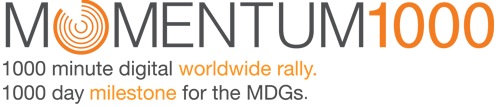 MOMENTUM1000
1000 minute digital worldwide rally.
1000 day milestone for the MDGs.